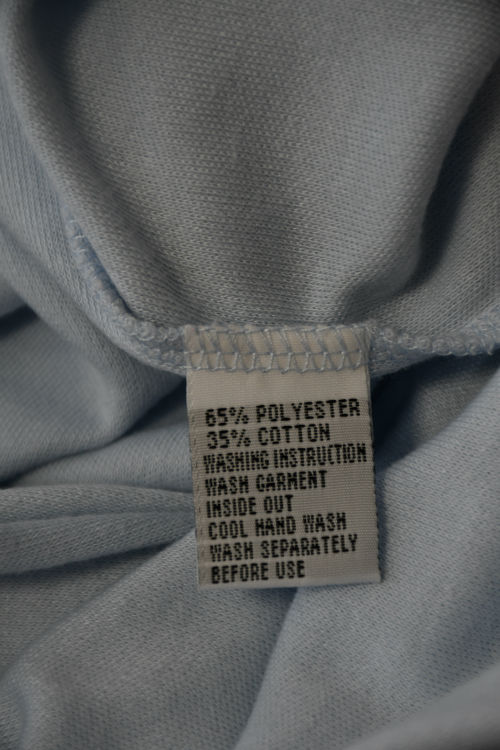 65% POLYESTER
35% COTTON
WASHING INSTRUCTION
WASH GARMENT
INSIDE OUT
COOL HAND WASH
WASH SEPARATELY
BEFORE USE